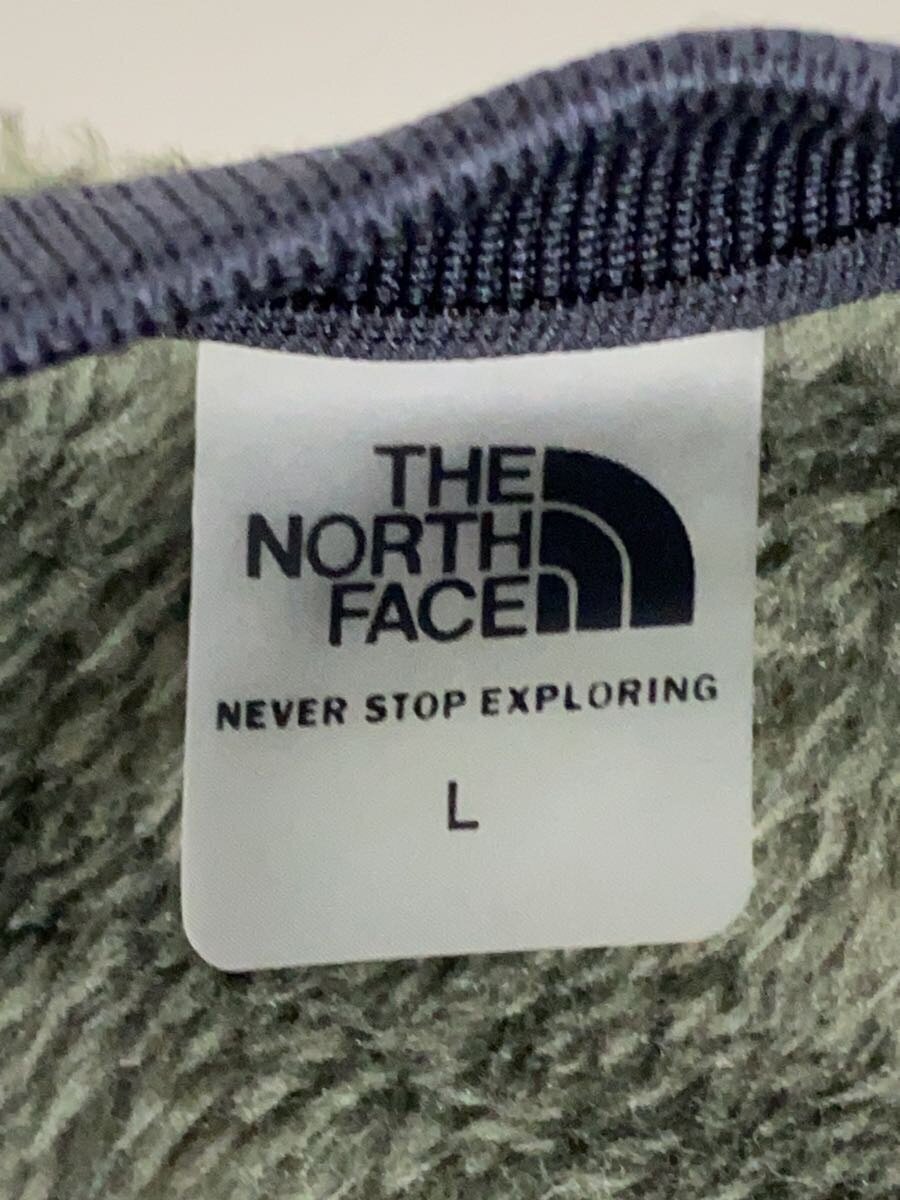 THE
NORTH
FACE
NEVER STOP EXPLORING
L